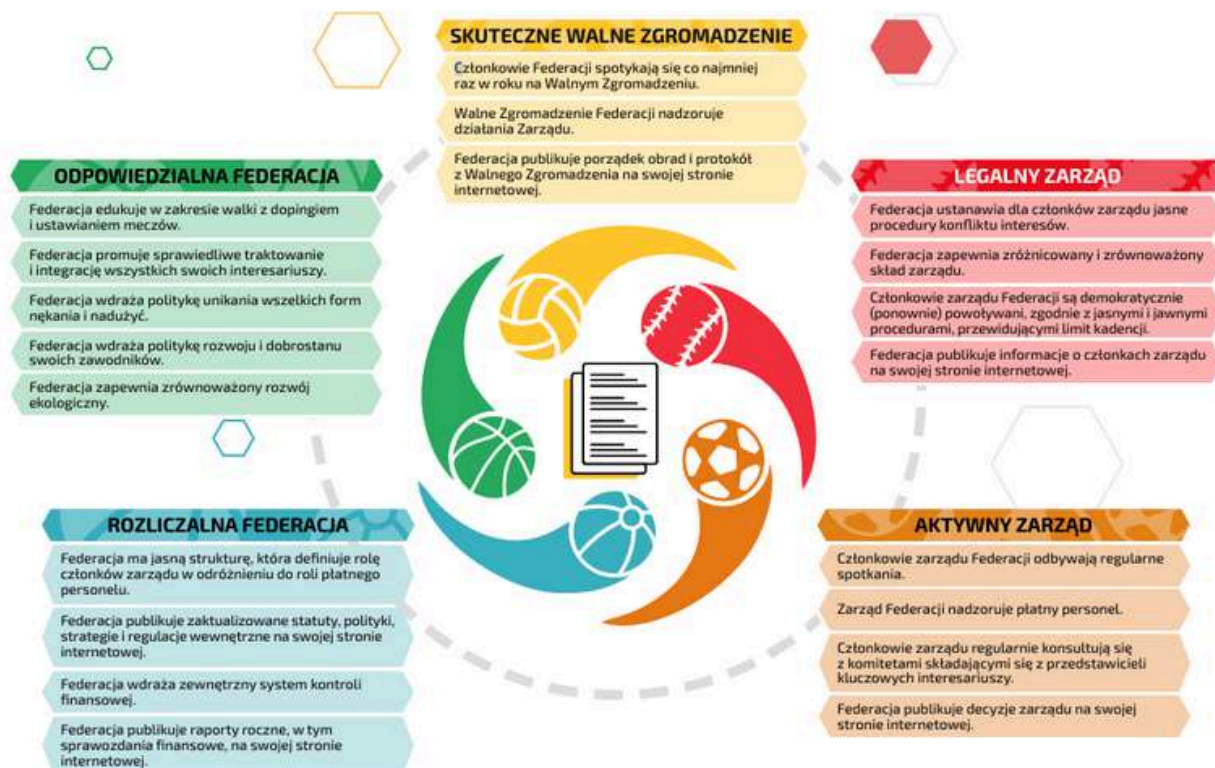 SKUTECZNE WALNE ZGROMADZENIE
Członkowie Federacji spotykają się co najmniej
raz w roku na Walnym Zgromadzeniu.
Walne Zgromadzenie Federacji nadzoruje
działania Zarządu.
Federacja publikuje porządek obrad i protokół
z Walnego Zgromadzenia na swojej stronie
internetowej.
ODPOWIEDZIALNA FEDERACJA
Federacja edukuje w zakresie walki z dopingiem
i ustawianiem meczów.
Federacja promuje sprawiedliwe traktowanie
i integrację wszystkich swoich interesariuszy.
Federacja wdraża politykę unikania wszelkich form
nękania i nadużyć.
Federacja wdraża politykę rozwoju i dobrostanu
swoich zawodników.
Federacja zapewnia zrównoważony rozwój
ekologiczny.
LEGALNY ZARZĄD
Federacja ustanawia dla członków zarządu jasne
procedury konfliktu interesów.
Federacja zapewnia zróżnicowany i zrównoważony
skład zarządu.
Członkowie zarządu Federacji są demokratycznie
(ponownie) powoływani, zgodnie z jasnymi i jawnymi
procedurami, przewidującymi limit kadencji.
Federacja publikuje informacje o członkach zarządu
na swojej stronie internetowej.
ROZLICZALNA FEDERACJA
Federacja ma jasną strukturę, która definiuje rolę
członków zarządu w odróżnieniu do roli płatnego
personelu.
Federacja publikuje zaktualizowane statuty, polityki,
strategie i regulacje wewnętrzne na swojej stronie
internetowej.
Federacja wdraża zewnętrzny system kontroli
finansowej.
Federacja publikuje raporty roczne, w tym
sprawozdania finansowe, na swojej stronie
internetowej.
AKTYWNY ZARZĄD
Członkowie zarządu Federacji odbywają regularne
spotkania.
Zarząd Federacji nadzoruje płatny personel.
Członkowie zarządu regularnie konsultują się
z komitetami składającymi się z przedstawicieli
kluczowych interesariuszy.
Federacja publikuje decyzje zarządu na swojej
stronie internetowej.